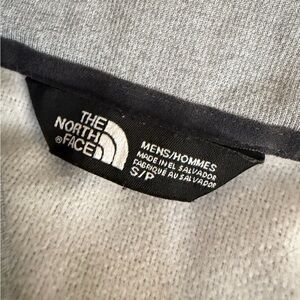 THE
NORTH
®FACE
MENS/HOMMES
MADE IN EL SALVADOR
FABRIQUÉ AU SALVADOR
S/P